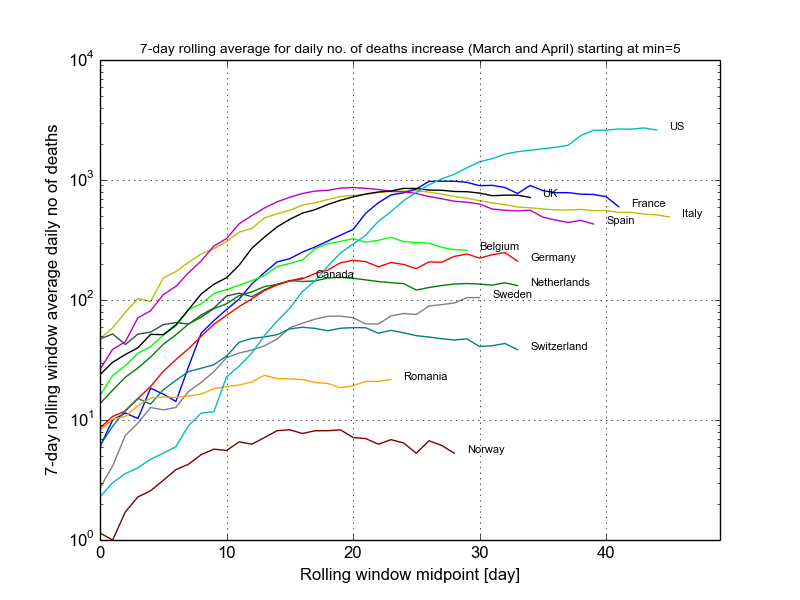 7-day rolling average for daily no. of deaths increase (March and April) starting at min=5
7-day rolling average daily no of deaths
10^4
10^3
10^2
10^1
10^0
US
UK
France
Italy
Spain
Belgium
Germany
Canada
Netherlands
Sweden
Switzerland
Romania
Norway
0 10 20 30 40
Rolling window midpoint [day]